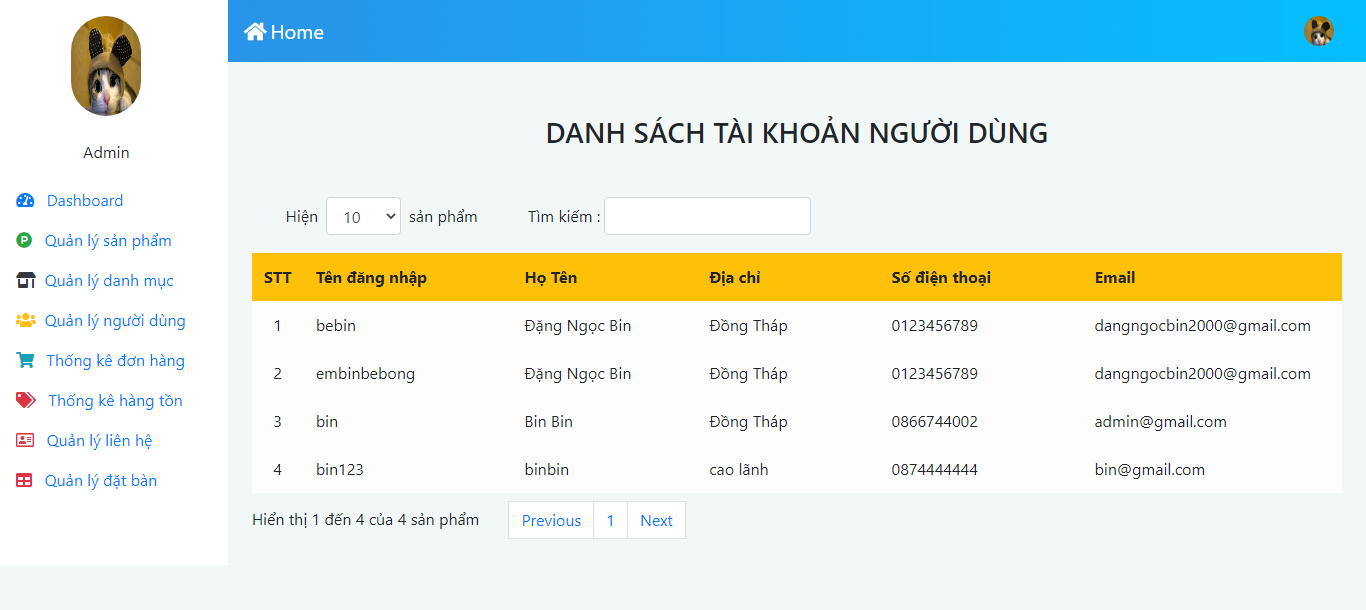 Home
Admin
Dashboard
Quản lý sản phẩm
Quản lý danh mục
Quản lý người dùng
Thống kê đơn hàng
Thống kê hàng tồn
Quản lý liên hệ
Quản lý đặt bàn
DANH SÁCH TÀI KHOẢN NGƯỜI DÙNG
Hiện 10 sản phẩm Tìm kiếm :
STT Tên đăng nhập Họ Tên Địa chỉ Số điện thoại Email
1 bebin Đặng Ngọc Bin Đồng Tháp 0123456789 dangngocbin2000@gmail.com
2 embinbebong Đặng Ngọc Bin Đồng Tháp 0123456789 dangngocbin2000@gmail.com
3 bin Bin Bin Đồng Tháp 0866744002 admin@gmail.com
4 bin123 binbin cao lãnh 0874444444 bin@gmail.com
Hiển thị 1 đến 4 của 4 sản phẩm Previous 1 Next